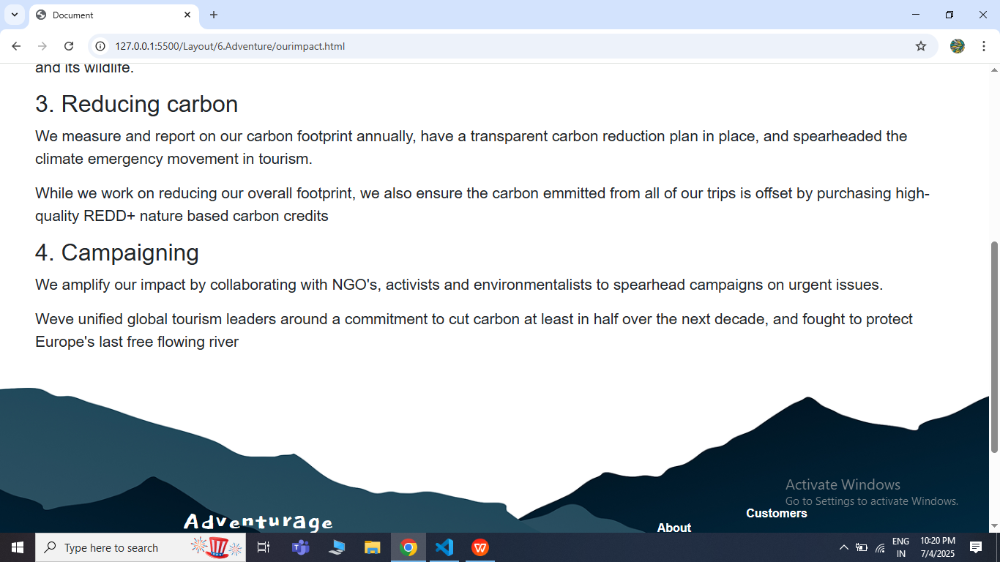 Document
127.0.0.1:5500/Layout/6.Adventure/ourimpact.html
and its wildlife.
3. Reducing carbon
We measure and report on our carbon footprint annually, have a transparent carbon reduction plan in place, and spearheaded the
climate emergency movement in tourism.
While we work on reducing our overall footprint, we also ensure the carbon emmitted from all of our trips is offset by purchasing high-
quality REDD+ nature based carbon credits
4. Campaigning
We amplify our impact by collaborating with NGO's, activists and environmentalists to spearhead campaigns on urgent issues.
Weve unified global tourism leaders around a commitment to cut carbon at least in half over the next decade, and fought to protect
Europe's last free flowing river
Activate Windows
Go to Settings to activate Windows.
Customers
Adventurage
About
Type here to search
ENG
IN
10:20 PM
7/4/2025